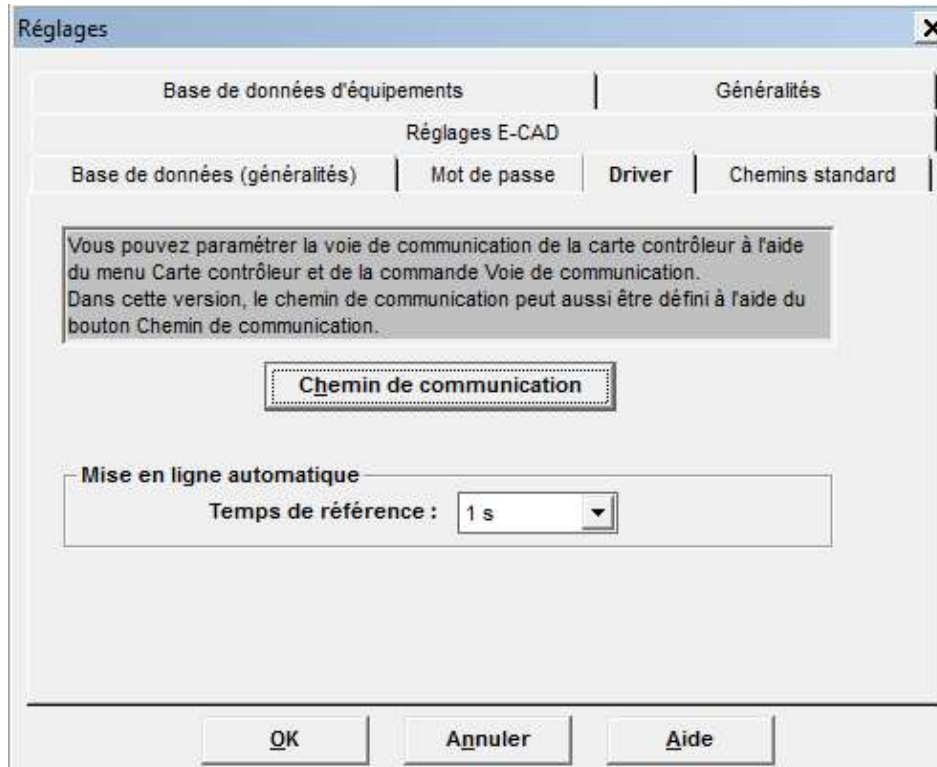 Réglages
Base de données d'équipements
Généralités
Réglages E-CAD
Base de données (généralités)
Mot de passe
Driver
Chemins standard
Vous pouvez paramétrer la voie de communication de la carte contrôleur à l'aide
du menu Carte contrôleur et de la commande Voie de communication.
Dans cette version, le chemin de communication peut aussi être défini à l'aide du
bouton Chemin de communication.
Chemin de communication
Mise en ligne automatique
Temps de référence :
1 s
OK
Annuler
Aide